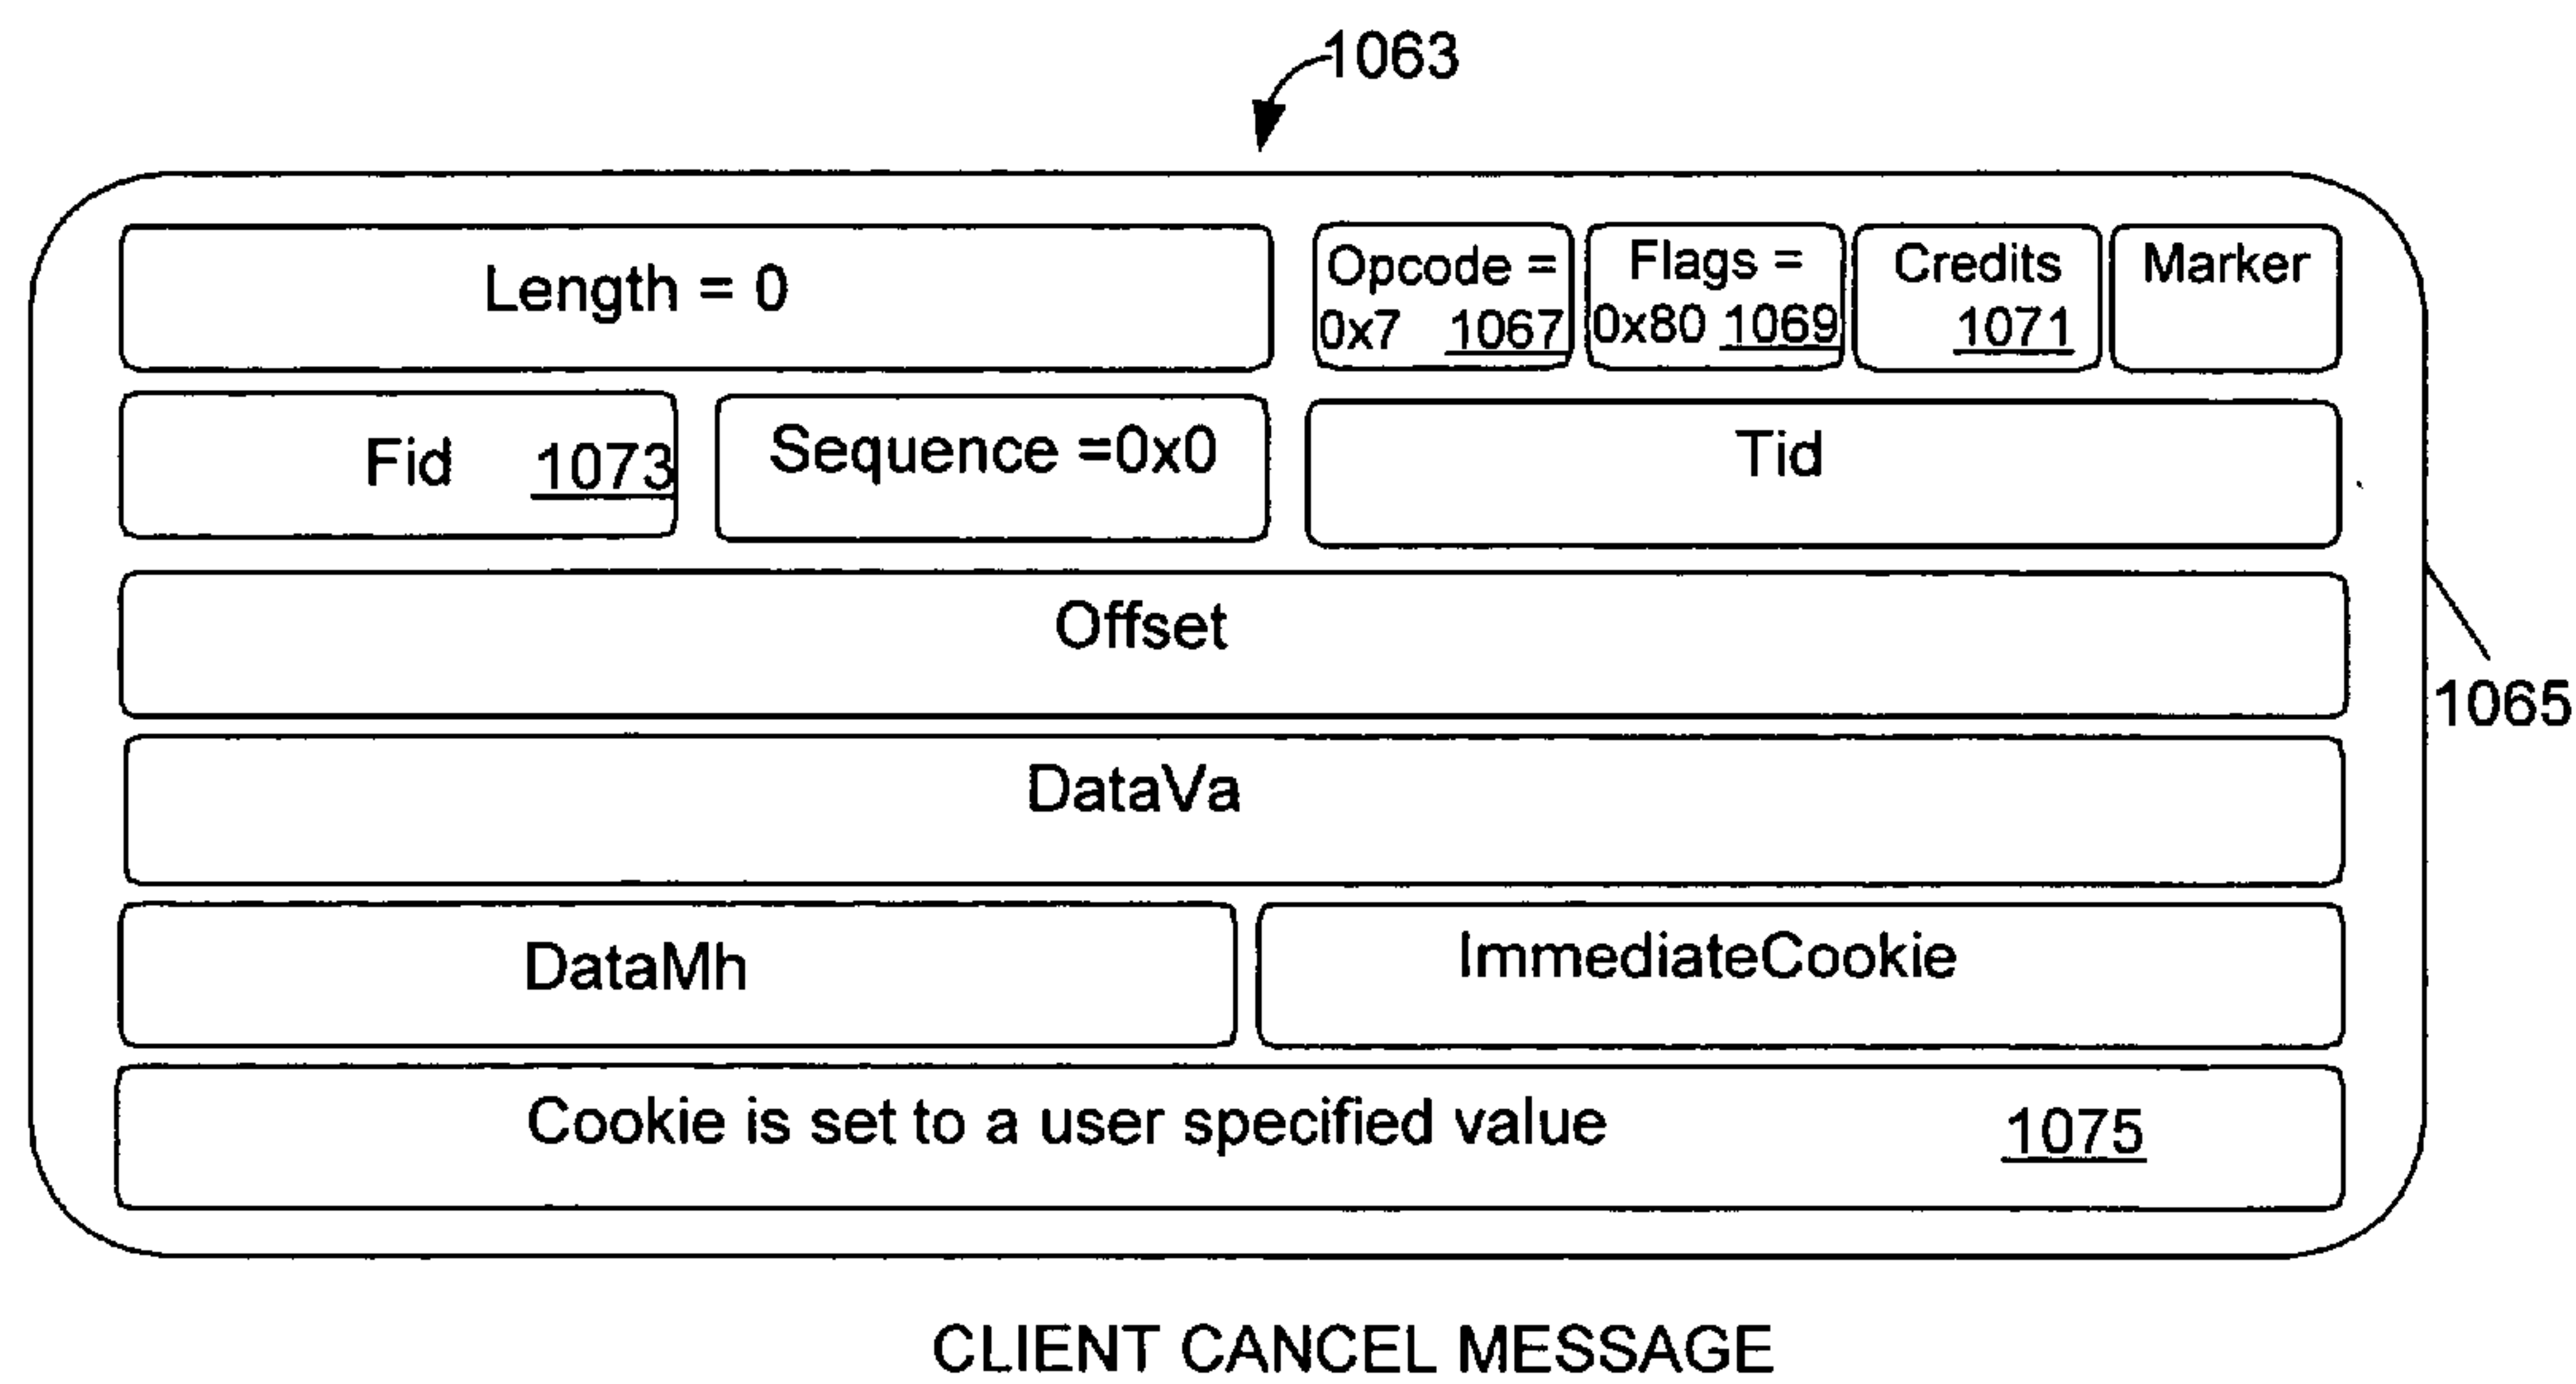 1063
Length = 0
Opcode =
0x7 1067
Flags =
0x80 1069
Credits
1071
Marker
Fid 1073
Sequence =0x0
Tid
Offset
DataVa
1065
DataMh
ImmediateCookie
Cookie is set to a user specified value 1075
CLIENT CANCEL MESSAGE